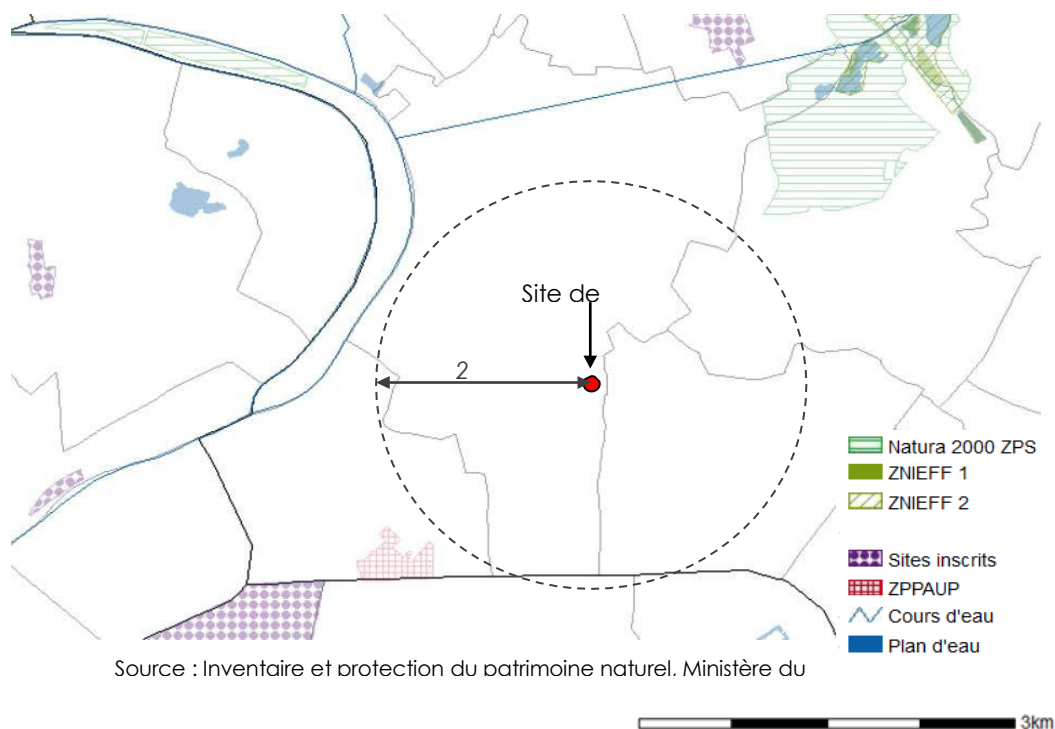 Site de
2
Natura 2000 ZPS
ZNIEFF 1
ZNIEFF 2
Sites inscrits
ZPPAUP
Cours d'eau
Plan d'eau
Source : Inventaire et protection du patrimoine naturel, Ministère du
3km